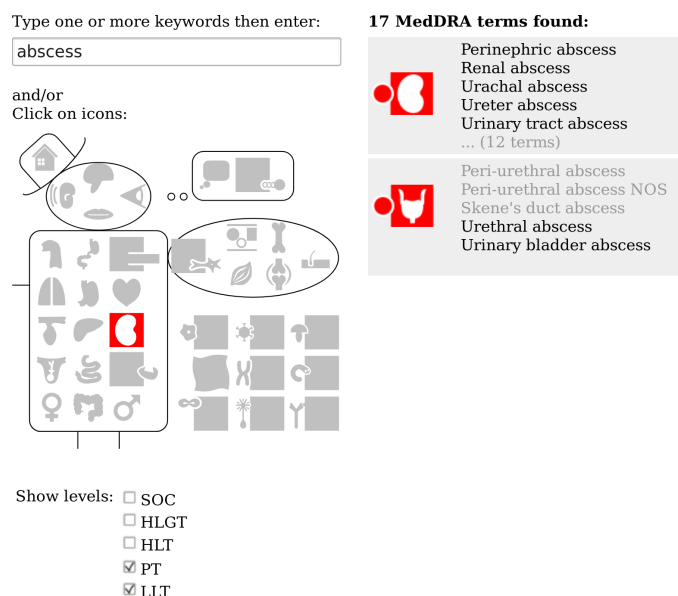 Type one or more keywords then enter:
abscess
and/or
Click on icons:
Show levels:
SOC
HLGT
HLT
PT
LLT
17 MedDRA terms found:
Perinephric abscess
Renal abscess
Urachal abscess
Ureter abscess
Urinary tract abscess
... (12 terms)
Peri-urethral abscess
Peri-urethral abscess NOS
Skene's duct abscess
Urethral abscess
Urinary bladder abscess